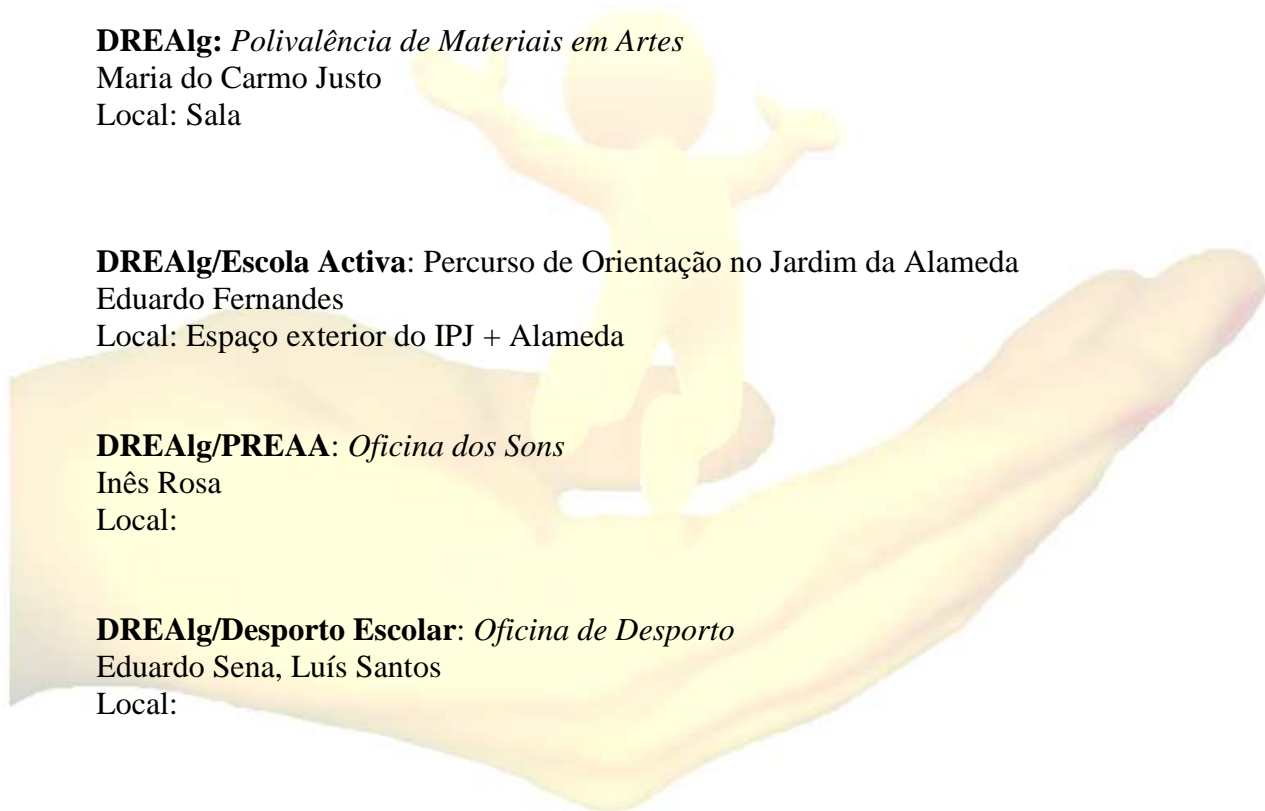 DREAlg: Polivalência de Materiais em Artes
Maria do Carmo Justo
Local: Sala
DREAlg/Escola Activa: Percurso de Orientação no Jardim da Alameda
Eduardo Fernandes
Local: Espaço exterior do IPJ + Alameda
DREAlg/PREAA: Oficina dos Sons
Inês Rosa
Local:
DREAlg/Desporto Escolar: Oficina de Desporto
Eduardo Sena, Luís Santos
Local: